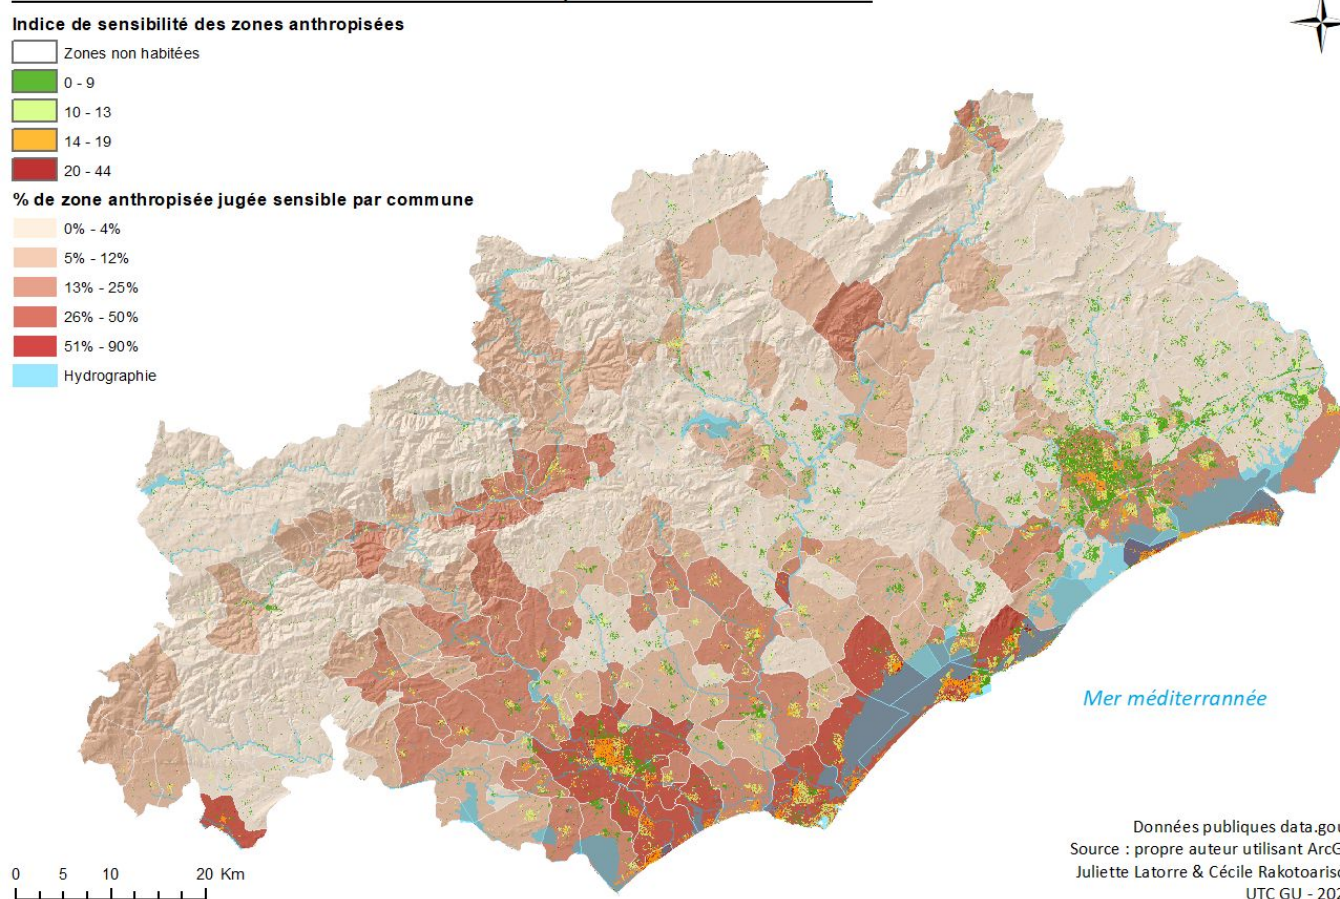 Indice de sensibilité des zones anthropisées
Zones non habitées
0 - 9
10 - 13
14 - 19
20 - 44
% de zone anthropisée jugée sensible par commune
0% - 4%
5% - 12%
13% - 25%
26% - 50%
51% - 90%
Hydrographie
Mer méditerrannée
0 5 10 20 Km
Données publiques data.gou
Source : propre auteur utilisant ArcG
Juliette Latorre & Cécile Rakotoariso
UTC GU - 202